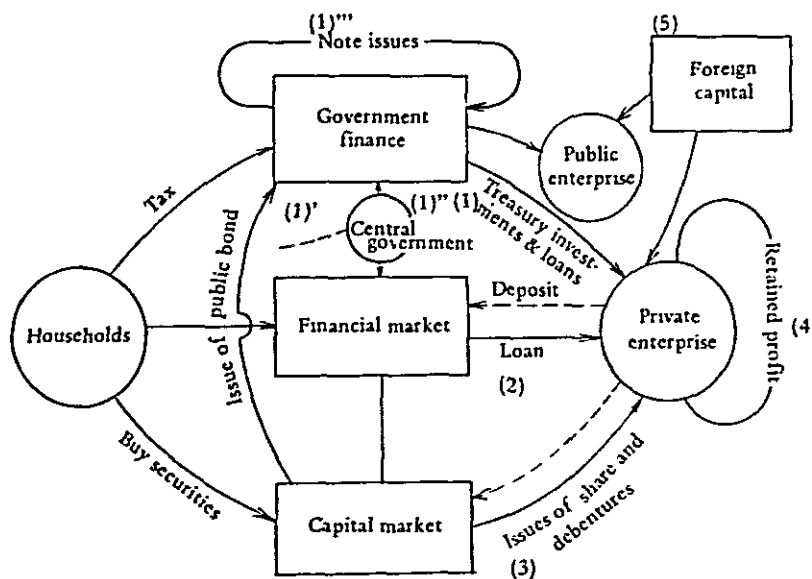 (1)'''
Note issues
(5)
Foreign
capital
Government
finance
Public
enterprise
Tax
(1)'
(1)'' (1)
Treasury invest-
ments & loans
Central
government
Issue of public bond
Deposit
Retained profit
(4
Households
Financial market
Private
enterprise
Loan
(2)
Buy securities
Capital market
Issues of share and
debentures
(3)